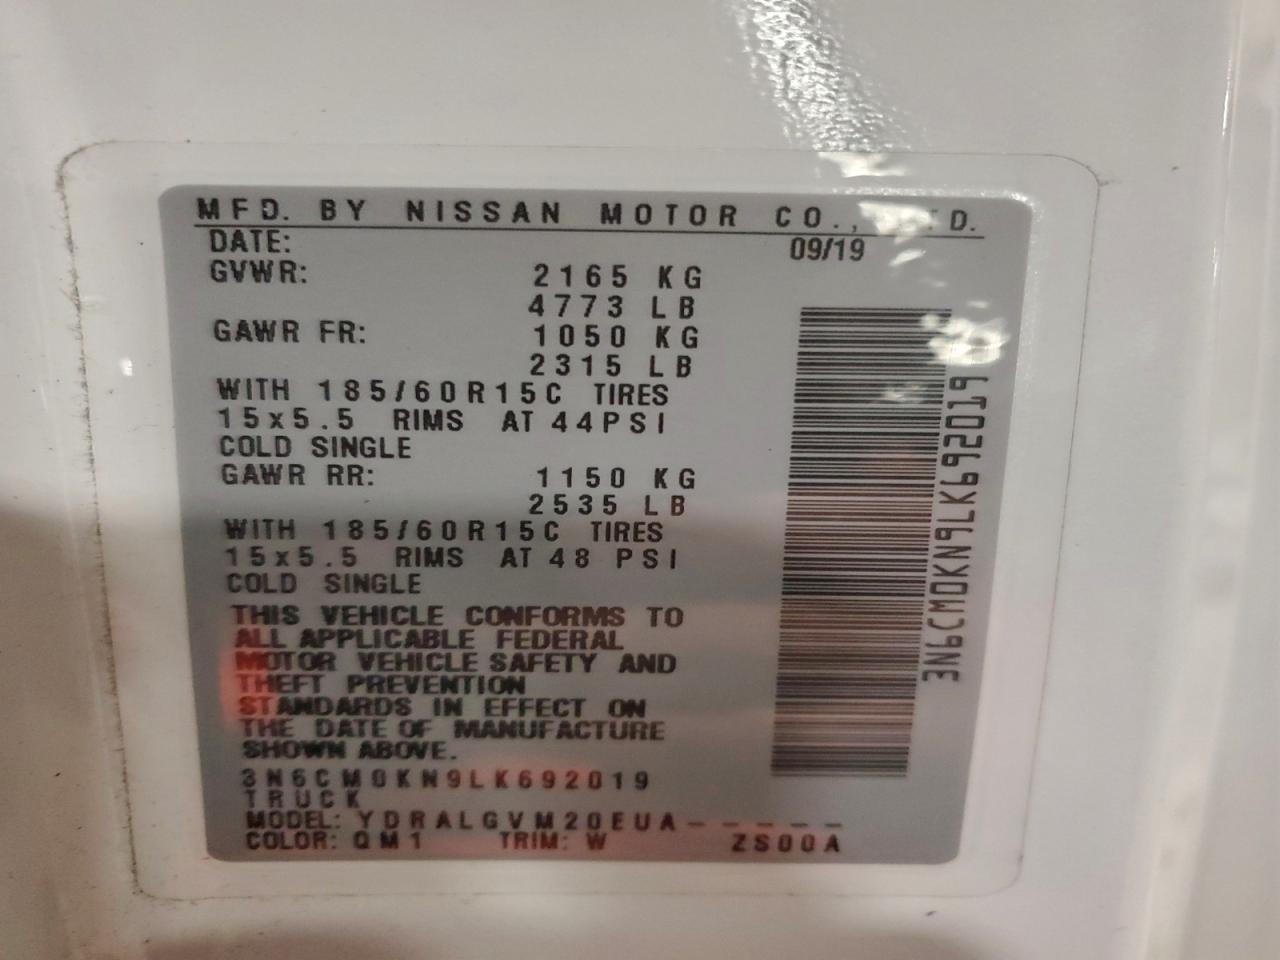 MFD. BY NISSAN MOTOR CO., LTD.
DATE: 09/19
GVWR: 2165 KG
4773 LB
GAWR FR: 1050 KG
2315 LB
WITH 185/60R15C TIRES
15x5.5 RIMS AT 44PSI
COLD SINGLE
GAWR RR: 1150 KG
2535 LB
WITH 185/60R15C TIRES
15x5.5 RIMS AT 48 PSI
COLD SINGLE
THIS VEHICLE CONFORMS TO
ALL APPLICABLE FEDERAL
MOTOR VEHICLE SAFETY AND
THEFT PREVENTION
STANDARDS IN EFFECT ON
THE DATE OF MANUFACTURE
SHOWN ABOVE.
3N6CM0KN9LK692019
TRUCK
MODEL: YDRALGVM20EUA-----
COLOR: QM1 TRIM: W ZS00A
3N6CM0KN9LK692019